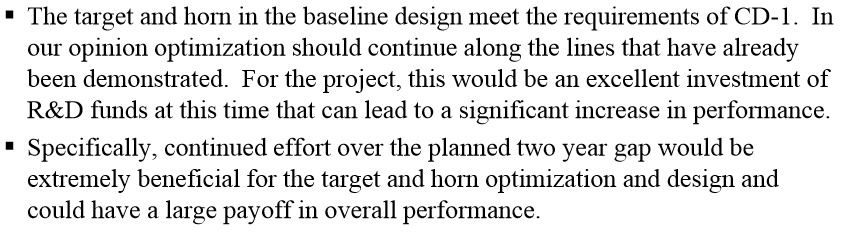 ▪ The target and horn in the baseline design meet the requirements of CD-1.  In
our opinion optimization should continue along the lines that have already
been demonstrated.  For the project, this would be an excellent investment of
R&D funds at this time that can lead to a significant increase in performance.
▪ Specifically, continued effort over the planned two year gap would be
extremely beneficial for the target and horn optimization and design and
could have a large payoff in overall performance.